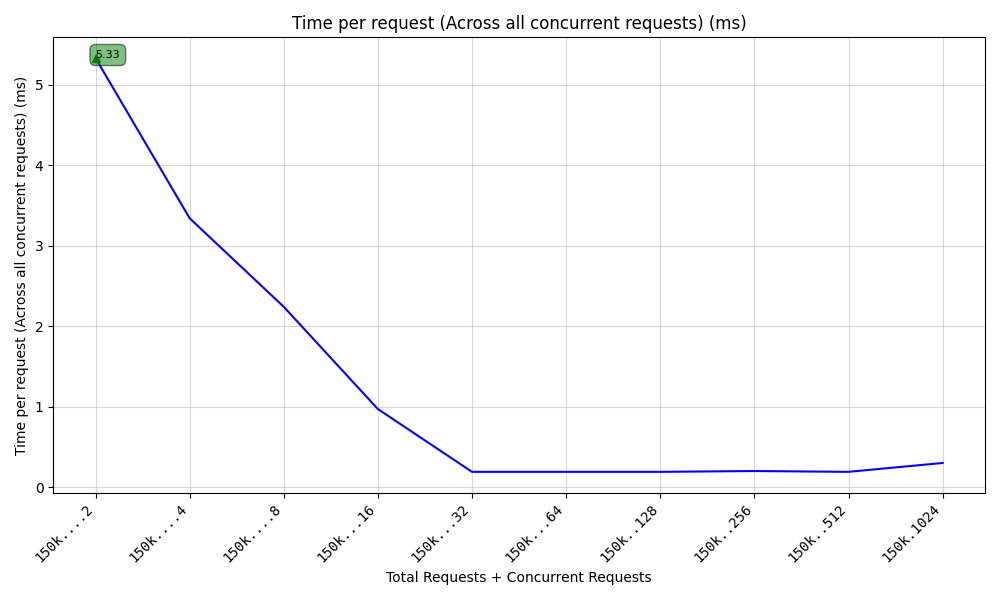 Time per request (Across all concurrent requests) (ms)
5.33
Time per request (Across all concurrent requests) (ms)
5
4
3
2
1
0
150k....2
150k....4
150k....8
150k...16
150k...32
150k...64
150k..128
150k..256
150k..512
150k.1024
Total Requests + Concurrent Requests